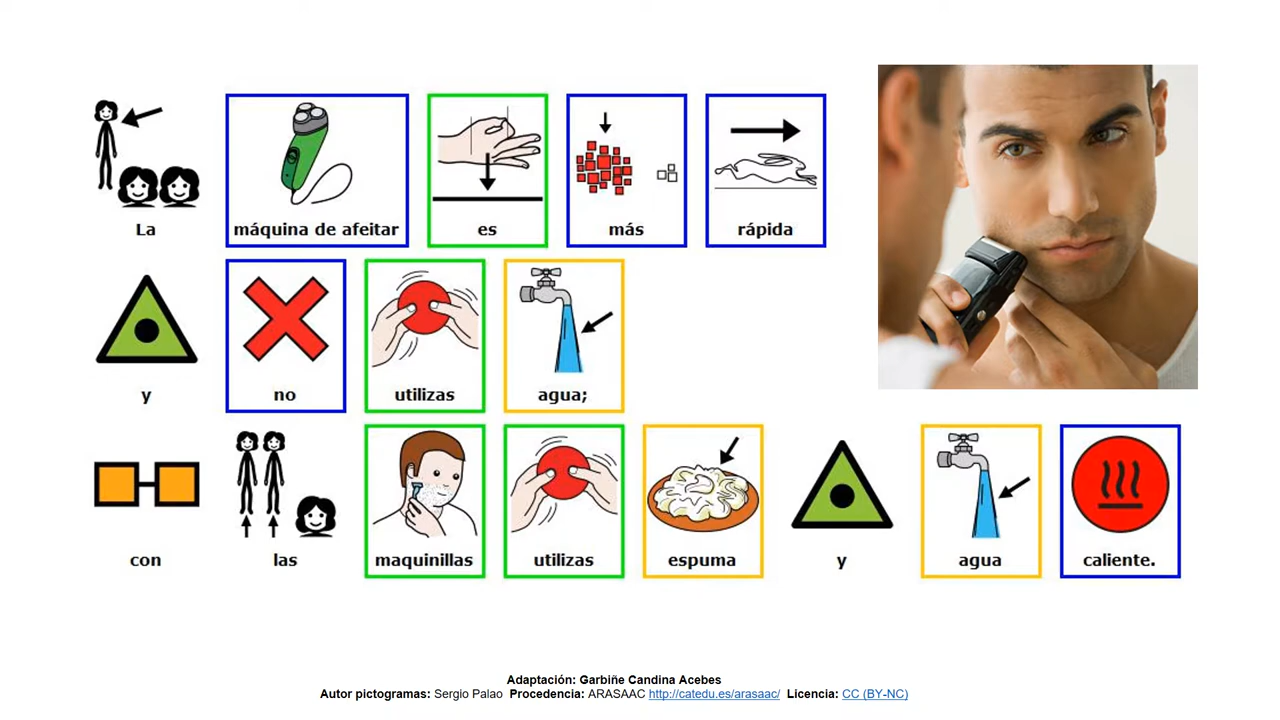 La máquina de afeitar es más rápida
y no utilizas agua;
con las maquinillas utilizas espuma y agua caliente.
Adaptación: Garbiñe Candina Acebes
Autor pictogramas: Sergio Palao Procedencia: ARASAAC http://catedu.es/arasaac/ Licencia: CC (BY-NC)